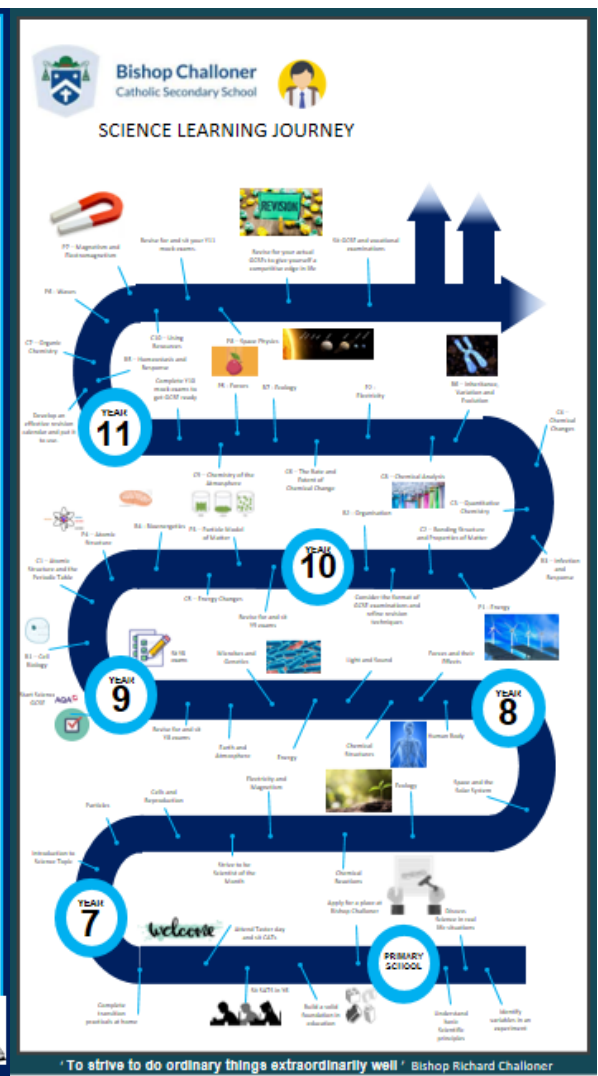 Bishop Challoner
Catholic Secondary School
SCIENCE LEARNING JOURNEY
REVISION
P7 - Magnetism and
Electromagnetism
Revise for and sit your Y11
mock exams
Revise for your actual
GCSEs to give yourself a
competitive edge in life
Sit GCSE and vocational
examinations
P6 - Waves
C7 - Organic
Chemistry
C10 - Using
Resources
P8 - Space Physics
B5 - Homeostasis and
Response
Develop an
effective revision
calendar and put it
to use.
YEAR
11
Complete Y10
mock exams to
get GCSE ready
P5 - Forces
B7 - Ecology
P2 -
Electricity
B6 - Inheritance,
Variation and
Evolution
C4 -
Chemical
Changes
C9 - Chemistry of the
Atmosphere
C6 - The Rate and
Extent of
Chemical Change
C8 - Chemical Analysis
C3 - Quantitative
Chemistry
B3 - Infection
and
Response
B2 - Organisation
C2 - Bonding Structure
and Properties of Matter
P4 - Atomic
Structure
B4 - Bioenergetics
P3 - Particle Model
of Matter
YEAR
10
C1 - Atomic
Structure and the
Periodic Table
C5 - Energy Changes
Revise for and sit
Y9 exams
Consider the format of
GCSE examinations and
refine revision
techniques
P1 - Energy
B1 - Cell
Biology
Start Science
GCSE
AQA
YEAR
9
Sit Y8
exams
Microbes and
Genetics
Light and Sound
Forces and their
Effects
YEAR
8
Revise for and sit
Y8 exams
Earth and
Atmosphere
Energy
Chemical
Structures
Human Body
Particles
Cells and
Reproduction
Electricity and
Magnetism
Ecology
Space and the
Solar System
Introduction to
Science Topic
Strive to be
Scientist of the
Month
Chemical
Reactions
YEAR
7
welcome
Attend Taster day
and sit CATs
Apply for a place at
Bishop Challoner
PRIMARY
SCHOOL
Discuss
Science in real
life situations
Complete
transition
practicals at home
Sit SATS in Y6
Build a solid
foundation in
education
Understand
basic
Scientific
principles
Identify
variables in an
experiment
‘ To strive to do ordinary things extraordinarily well ’ Bishop Richard Challoner